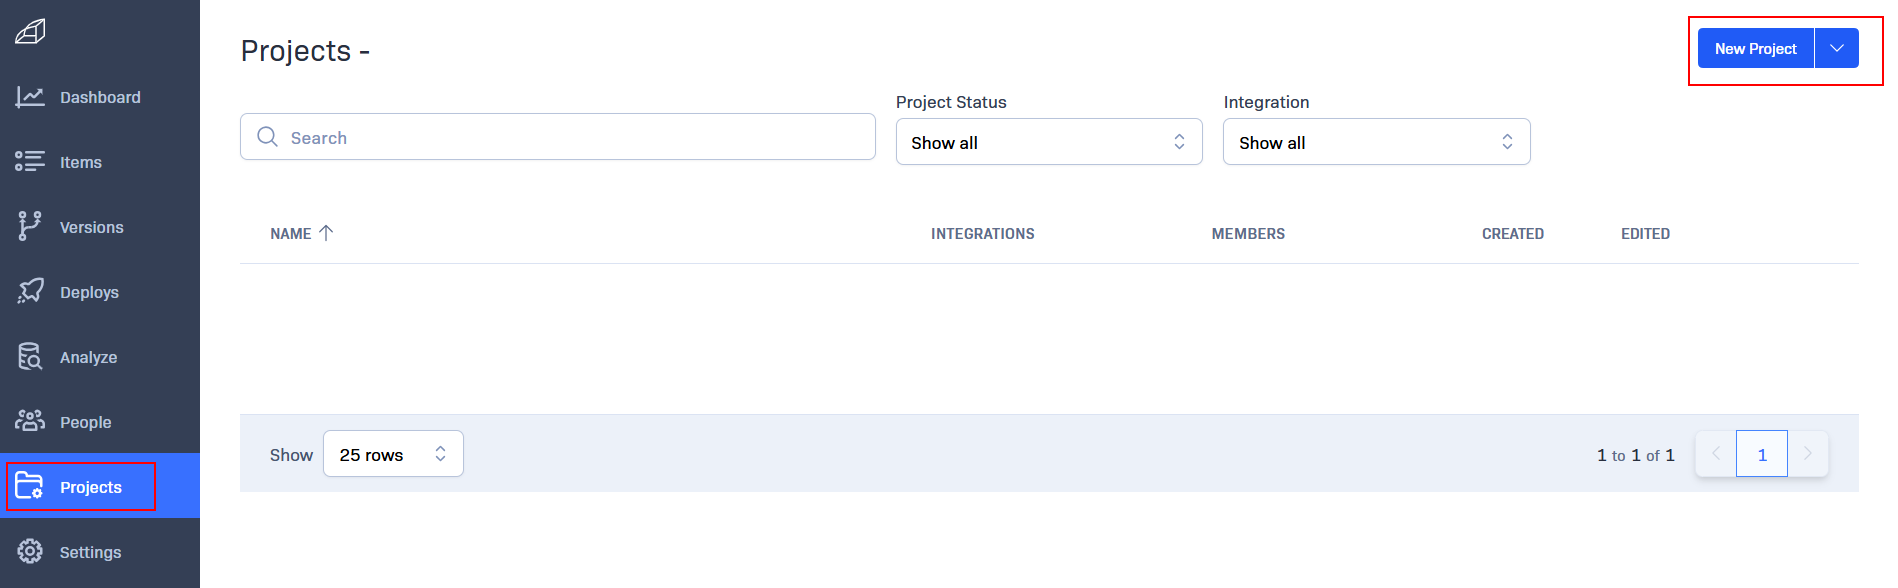 Dashboard
Items
Versions
Deploys
Analyze
People
Projects
Settings
Projects -
New Project
Search
Project Status
Show all
Integration
Show all
NAME INTEGRATIONS MEMBERS CREATED EDITED
Show 25 rows 1 to 1 of 1 1